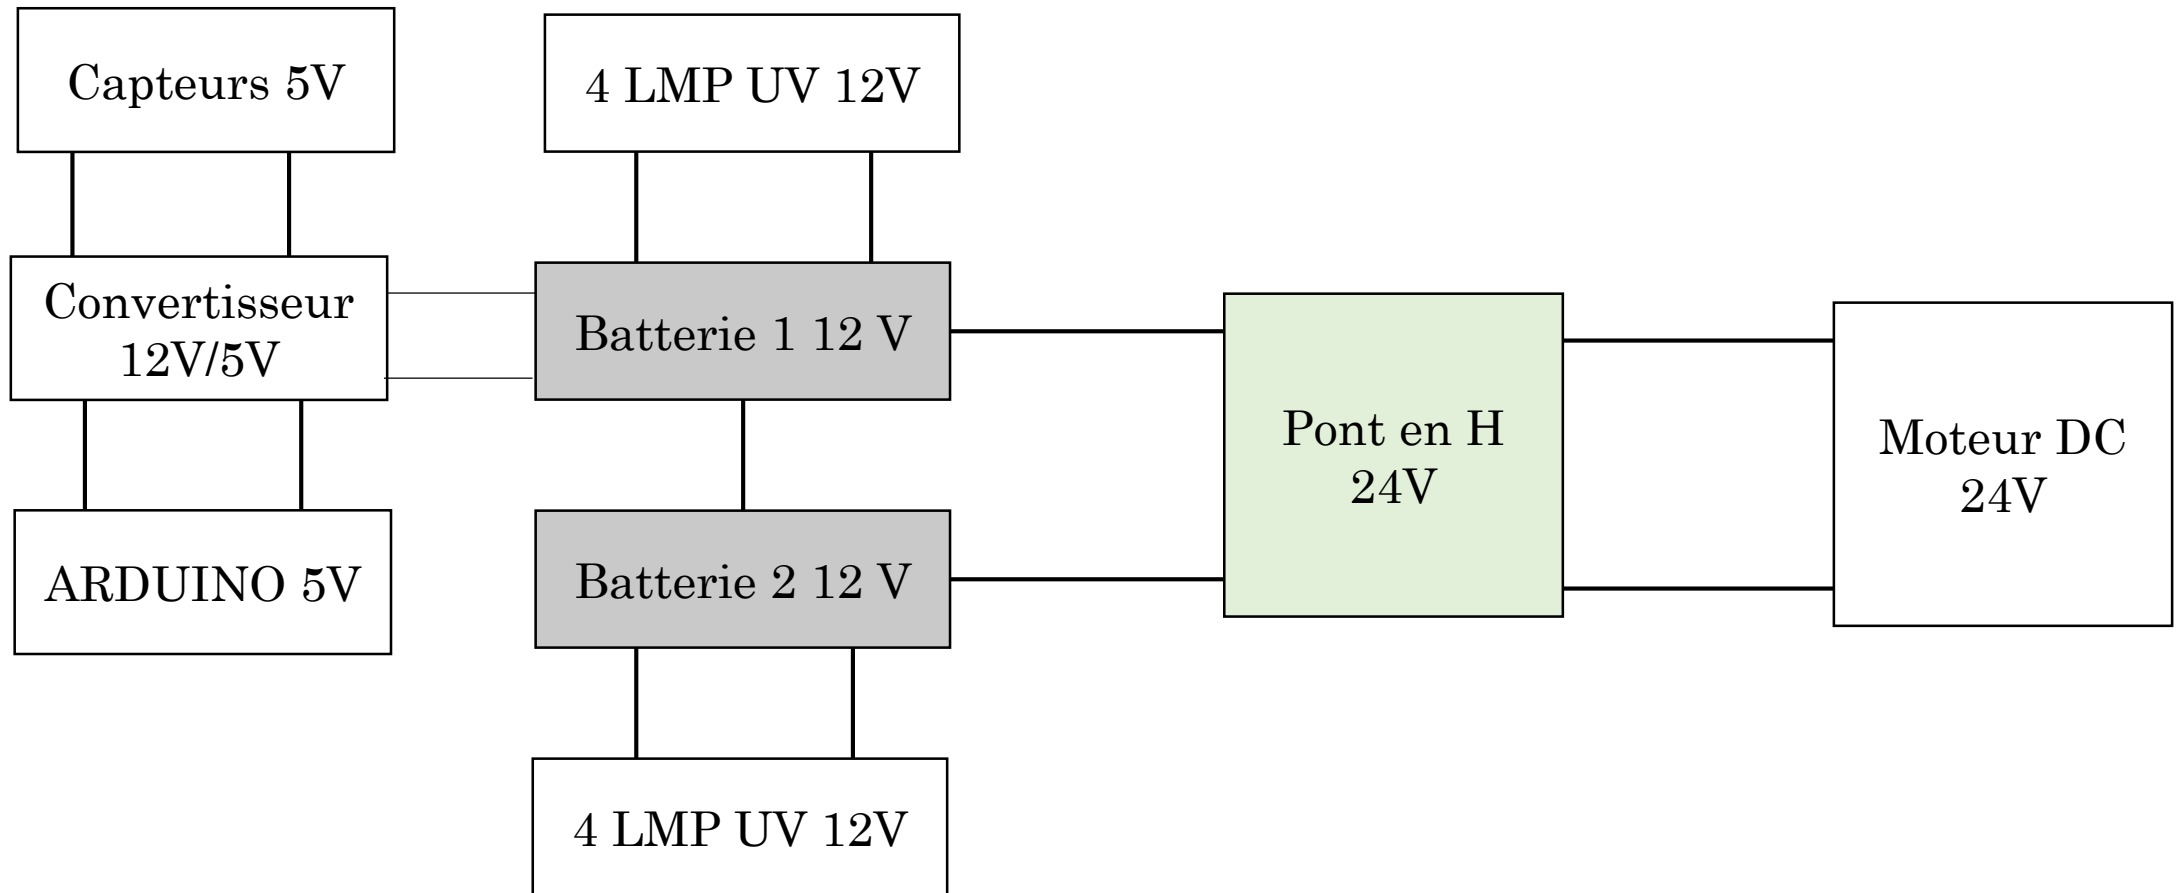 Capteurs 5V
4 LMP UV 12V
Convertisseur
12V/5V
Batterie 1 12 V
Pont en H
24V
Moteur DC
24V
ARDUINO 5V
Batterie 2 12 V
4 LMP UV 12V